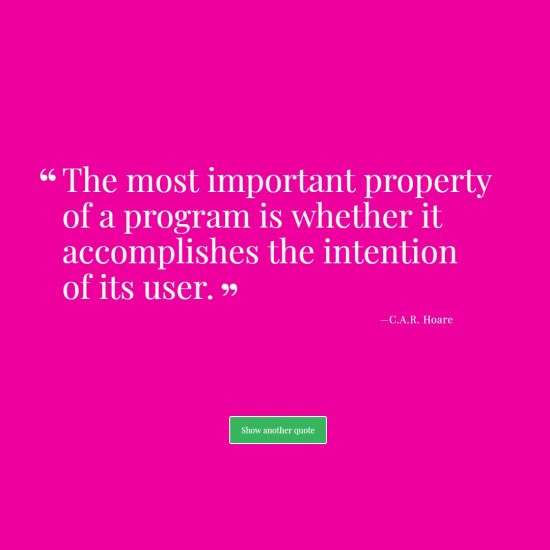 “ The most important property
of a program is whether it
accomplishes the intention
of its user. ”
—C.A.R. Hoare
Show another quote